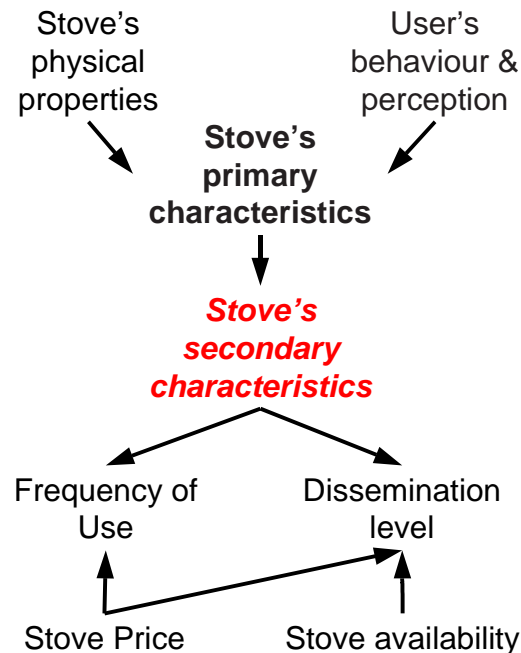 Stove's
physical
properties
User's
behaviour &
perception
Stove's
primary
characteristics
Stove's
secondary
characteristics
Frequency of
Use
Dissemination
level
Stove Price
Stove availability